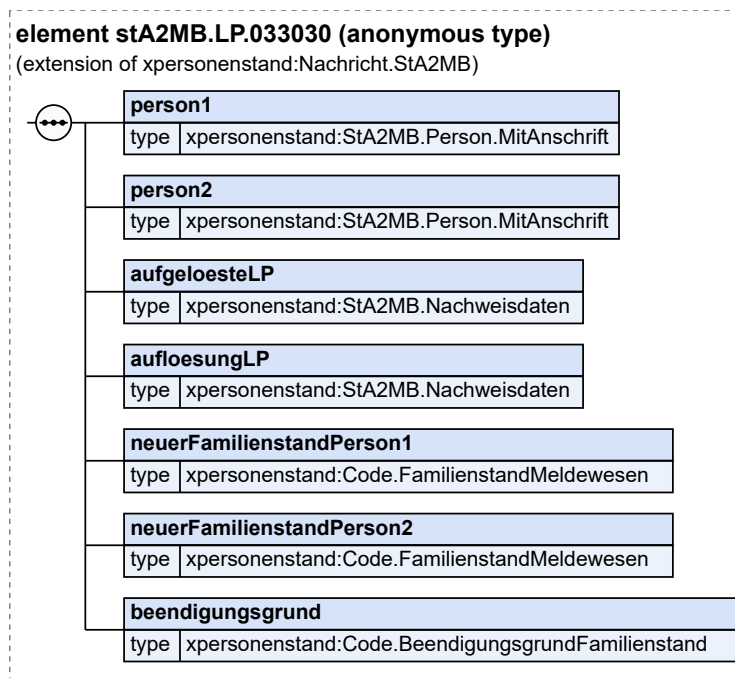 element stA2MB.LP.033030 (anonymous type)
(extension of xpersonenstand:Nachricht.StA2MB)
person1
type xpersonenstand:StA2MB.Person.MitAnschrift
person2
type xpersonenstand:StA2MB.Person.MitAnschrift
aufgeloesteLP
type xpersonenstand:StA2MB.Nachweisdaten
aufloesungLP
type xpersonenstand:StA2MB.Nachweisdaten
neuerFamilienstandPerson1
type xpersonenstand:Code.FamilienstandMeldewesen
neuerFamilienstandPerson2
type xpersonenstand:Code.FamilienstandMeldewesen
beendigungsgrund
type xpersonenstand:Code.BeendigungsgrundFamilienstand